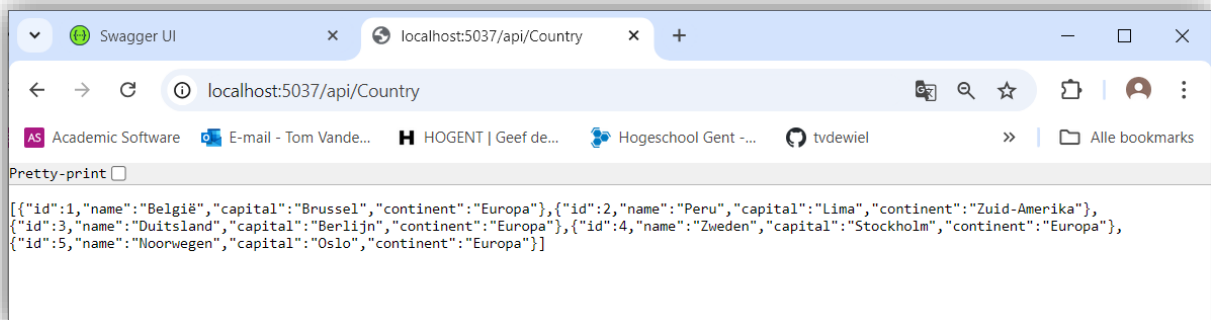 Swagger UI
localhost:5037/api/Country
localhost:5037/api/Country
AS Academic Software E-mail - Tom Vande... H HOGENT | Geef de... Hogeschool Gent -... tvdewiel » Alle bookmarks
Pretty-print
[{"id":1,"name":"België","capital":"Brussel","continent":"Europa"},{"id":2,"name":"Peru","capital":"Lima","continent":"Zuid-Amerika"},
{"id":3,"name":"Duitsland","capital":"Berlijn","continent":"Europa"},{"id":4,"name":"Zweden","capital":"Stockholm","continent":"Europa"},
{"id":5,"name":"Noorwegen","capital":"Oslo","continent":"Europa"}]